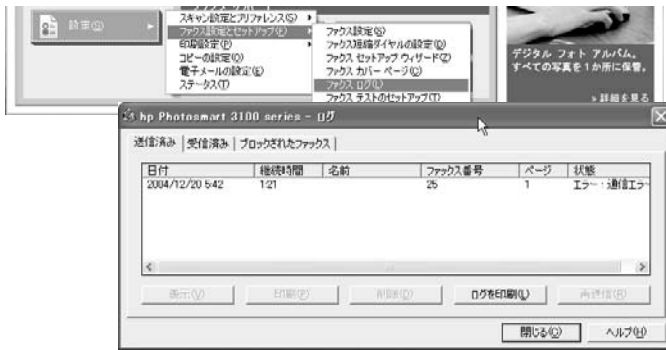 設定(S)
スキャン設定とプリファレンス(S)
ファクス設定とセットアップ(F)
印刷設定(P)
コピーの設定(O)
電子メールの設定(E)
ステータス(T)
ファクス設定(S)
ファクス短縮ダイヤルの設定(D)
ファクス セットアップ ウィザード(Z)
ファクス カバー ページ(C)
ファクス ログ(L)
ファクス テストのセットアップ(T)
デジタル フォト アルバム。
すべての写真を1か所に保管。
詳細を見る
hp Photosmart 3100 series - ログ
送信済み 受信済み ブロックされたファックス
日付 継続時間 名前 ファックス番号 ページ 状態
2004/12/20 5:42 1:21 25 1 エラー：通信エラー
表示(V) 印刷(P) 削除(D) ログを印刷(L) 再送信(R)
閉じる(C) ヘルプ(H)